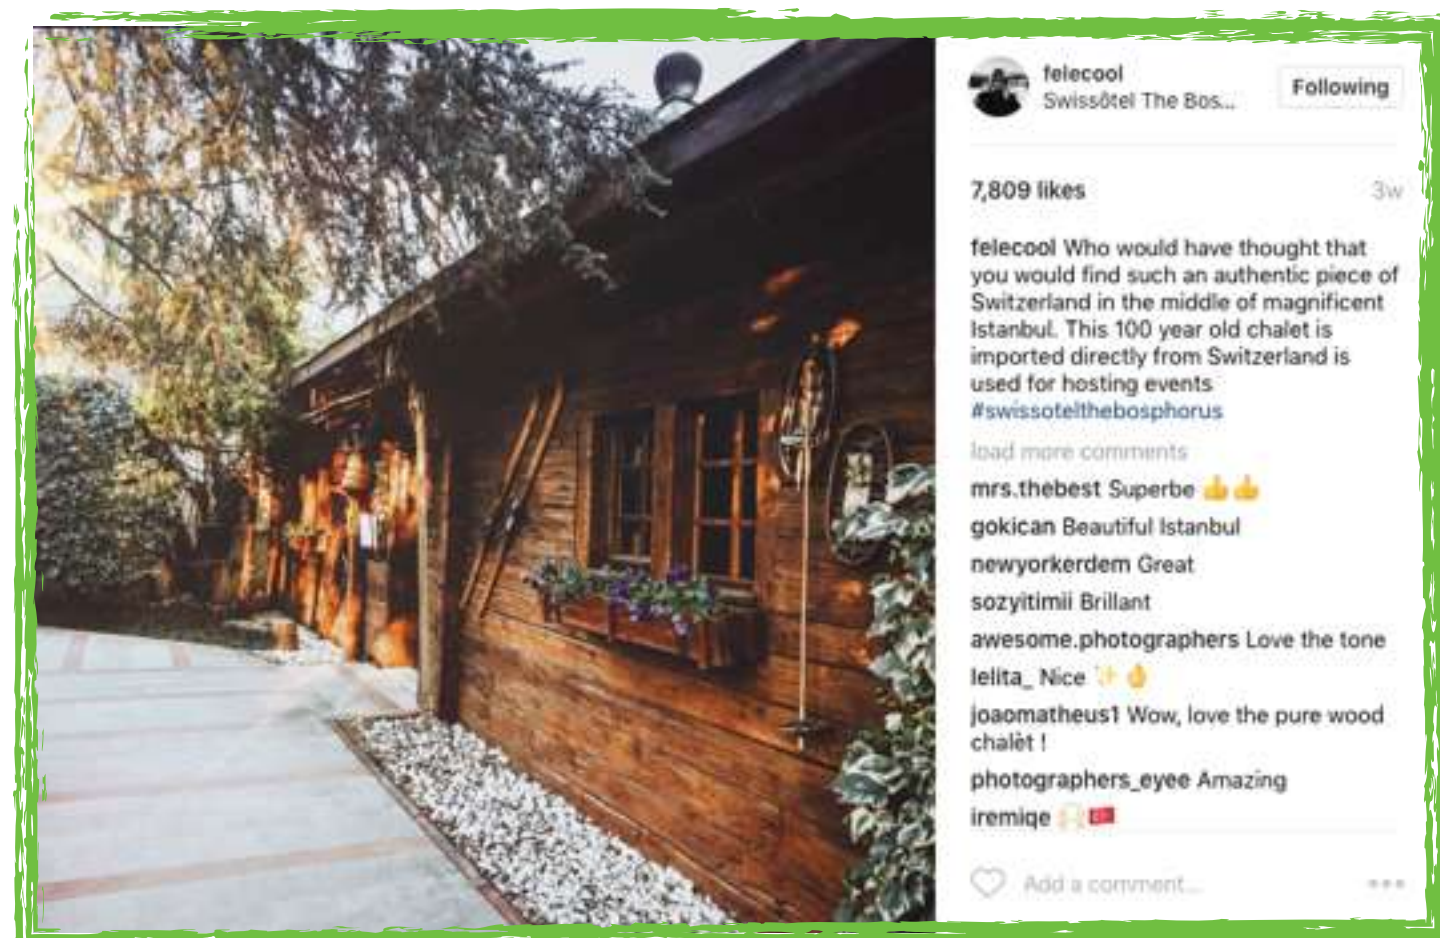 felecool
Swissôtel The Bos...
Following
7,809 likes
3w
felecool Who would have thought that
you would find such an authentic piece of
Switzerland in the middle of magnificent
Istanbul. This 100 year old chalet is
imported directly from Switzerland is
used for hosting events
#swissotelthebosphorus
load more comments
mrs.thebest Superbe 👍👍
gokican Beautiful Istanbul
newyorkerdem Great
sozyitimii Brillant
awesome.photographers Love the tone
lelita_ Nice ✨👌
joaomatheus1 Wow, love the pure wood
chalèt !
photographers_eyee Amazing
iremiqe 🙌🇹🇷
Add a comment...